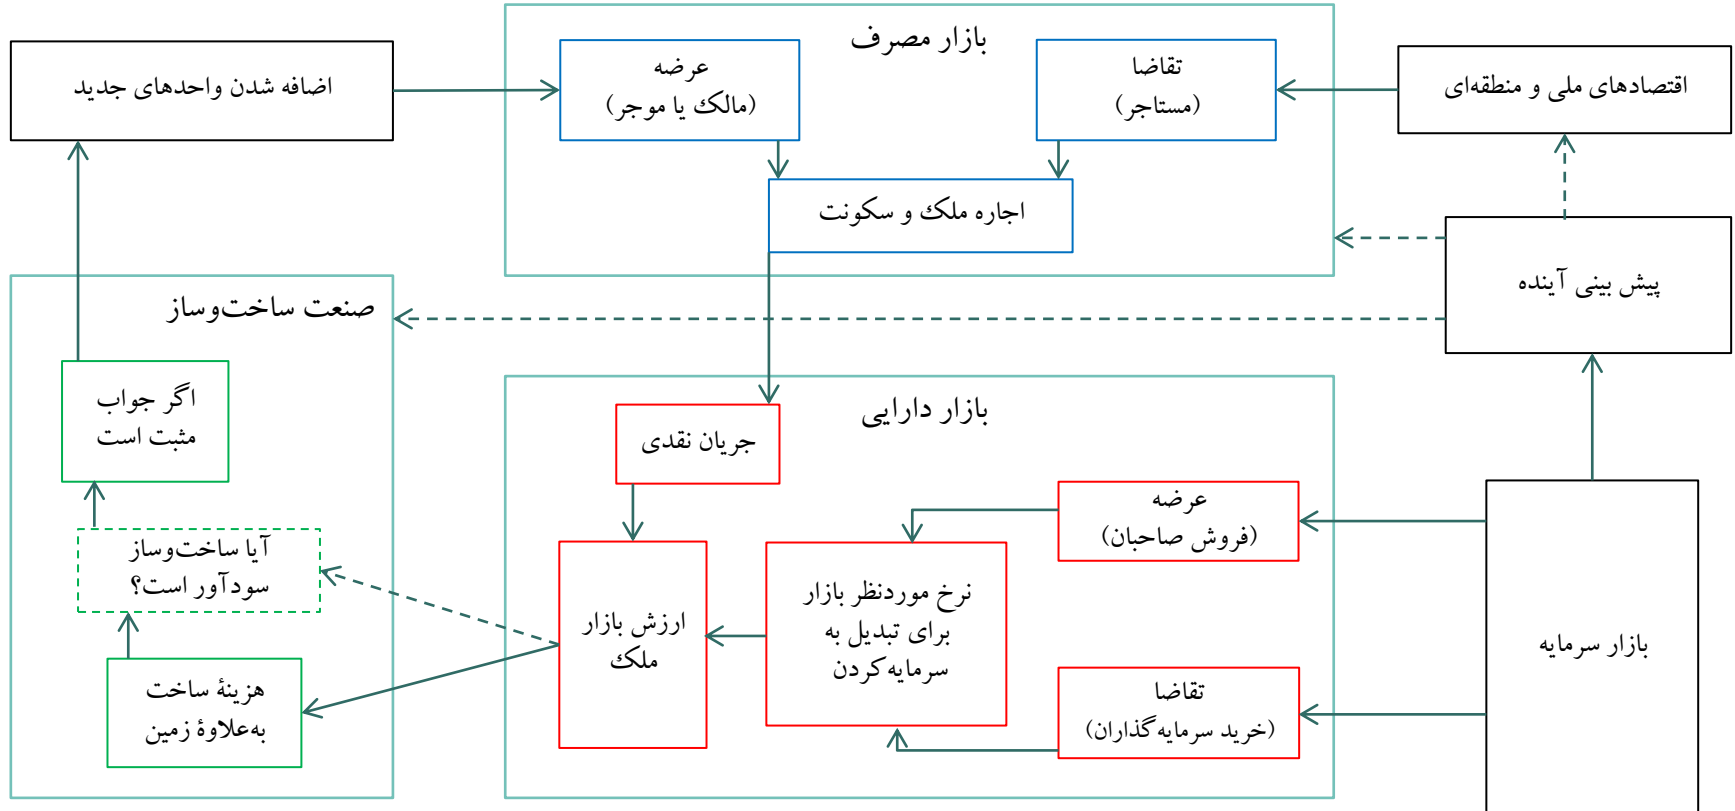 بازار مصرف
اقتصادهای ملی و منطقه‌ای
تقاضا
(مستاجر)
عرضه
(مالک یا موجر)
اضافه شدن واحدهای جدید
اجاره ملک و سکونت
پیش بینی آینده
صنعت ساخت‌وساز
بازار دارایی
اگر جواب
مثبت است
جریان نقدی
عرضه
(فروش صاحبان)
آیا ساخت‌وساز
سودآور است؟
نرخ موردنظر بازار
برای تبدیل به
سرمایه‌کردن
ارزش بازار
ملک
بازار سرمایه
هزینهٔ ساخت
به‌علاوهٔ زمین
تقاضا
(خرید سرمایه‌گذاران)